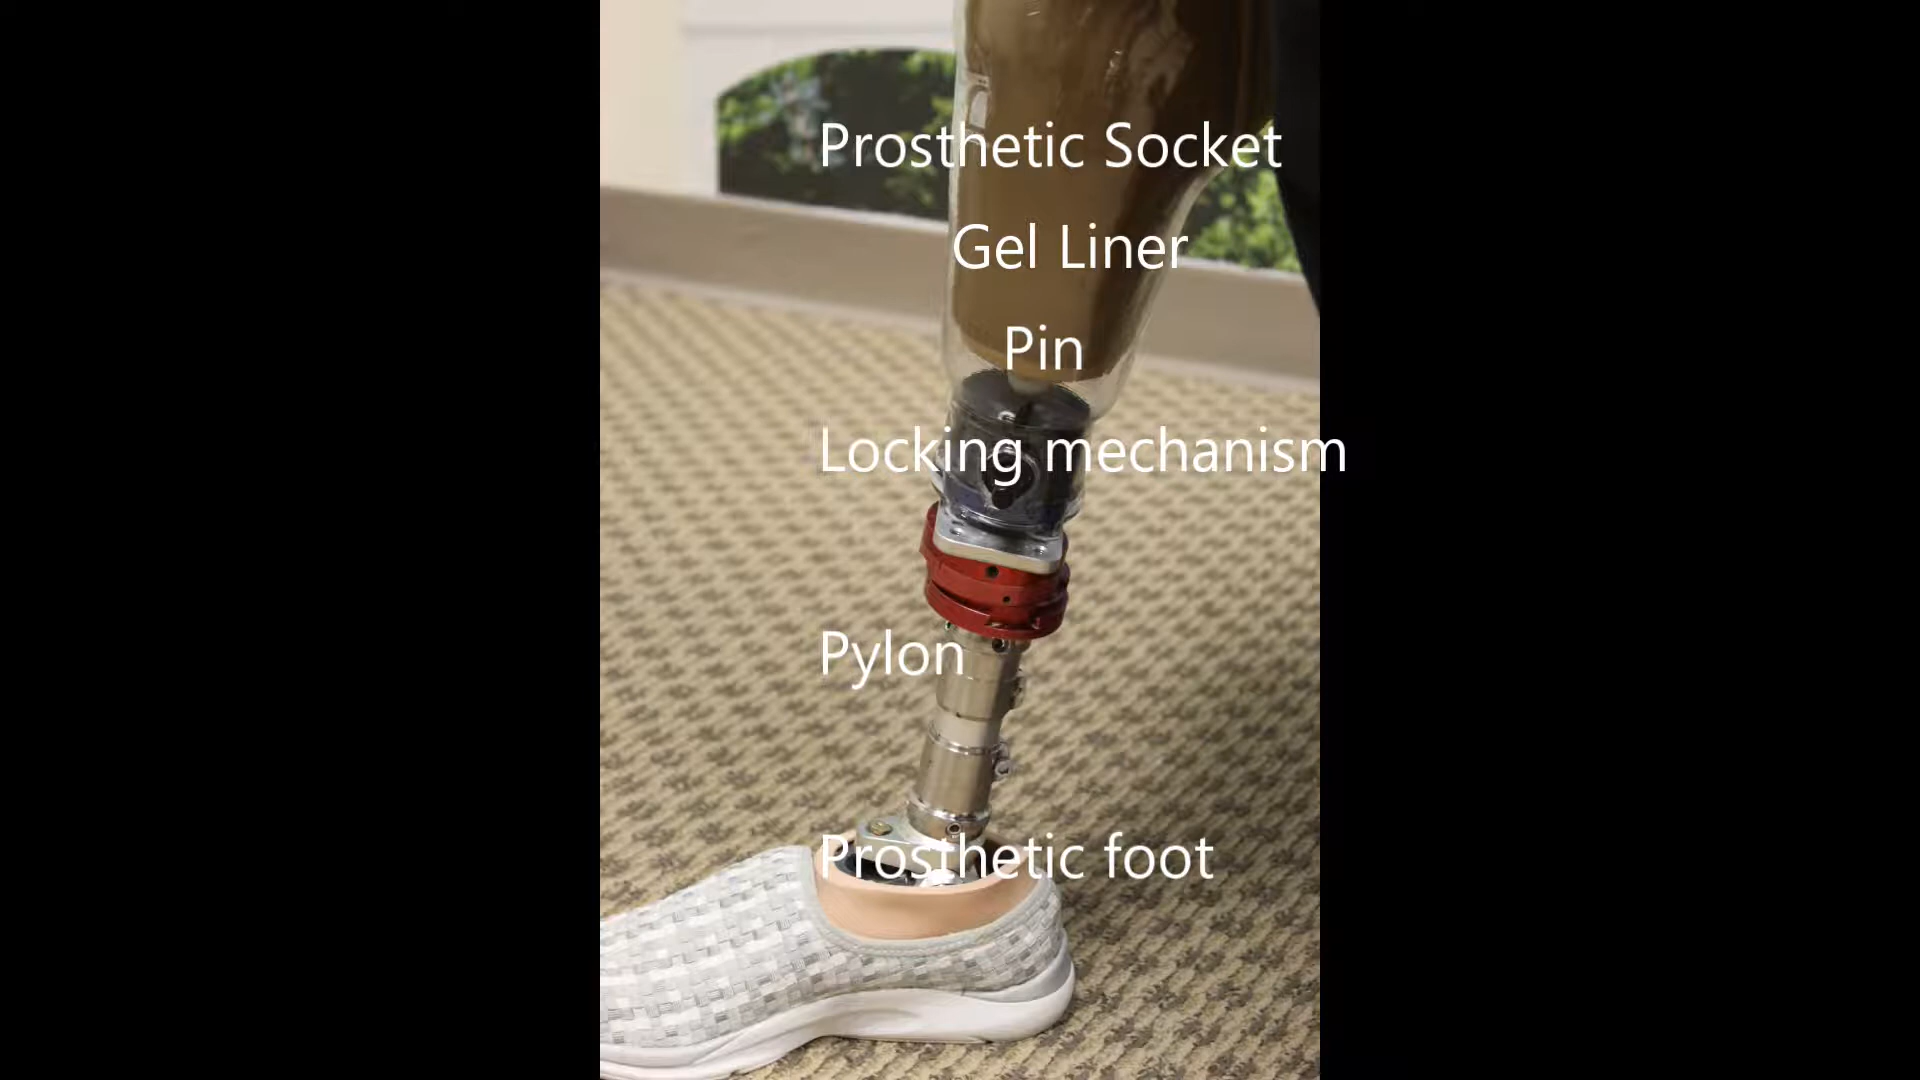 Prosthetic Socket
Gel Liner
Pin
Locking mechanism
Pylon
Prosthetic foot